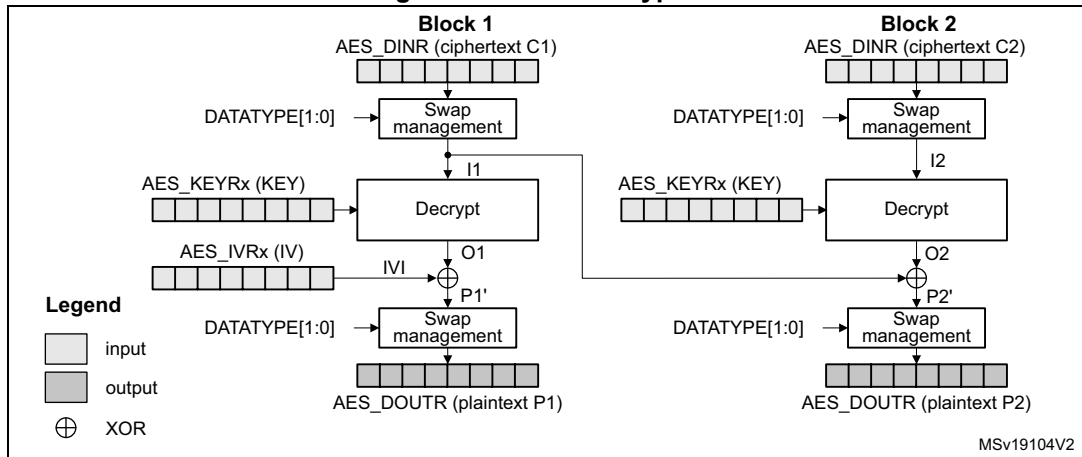 Block 1
Block 2
AES_DINR (ciphertext C1)
AES_DINR (ciphertext C2)
DATATYPE[1:0]
Swap
management
DATATYPE[1:0]
Swap
management
I1
I2
AES_KEYRx (KEY)
Decrypt
AES_KEYRx (KEY)
Decrypt
AES_IVRx (IV)
IVI
O1
O2
P1'
P2'
Legend
input
output
XOR
DATATYPE[1:0]
Swap
management
DATATYPE[1:0]
Swap
management
AES_DOUTR (plaintext P1)
AES_DOUTR (plaintext P2)
MSv19104V2